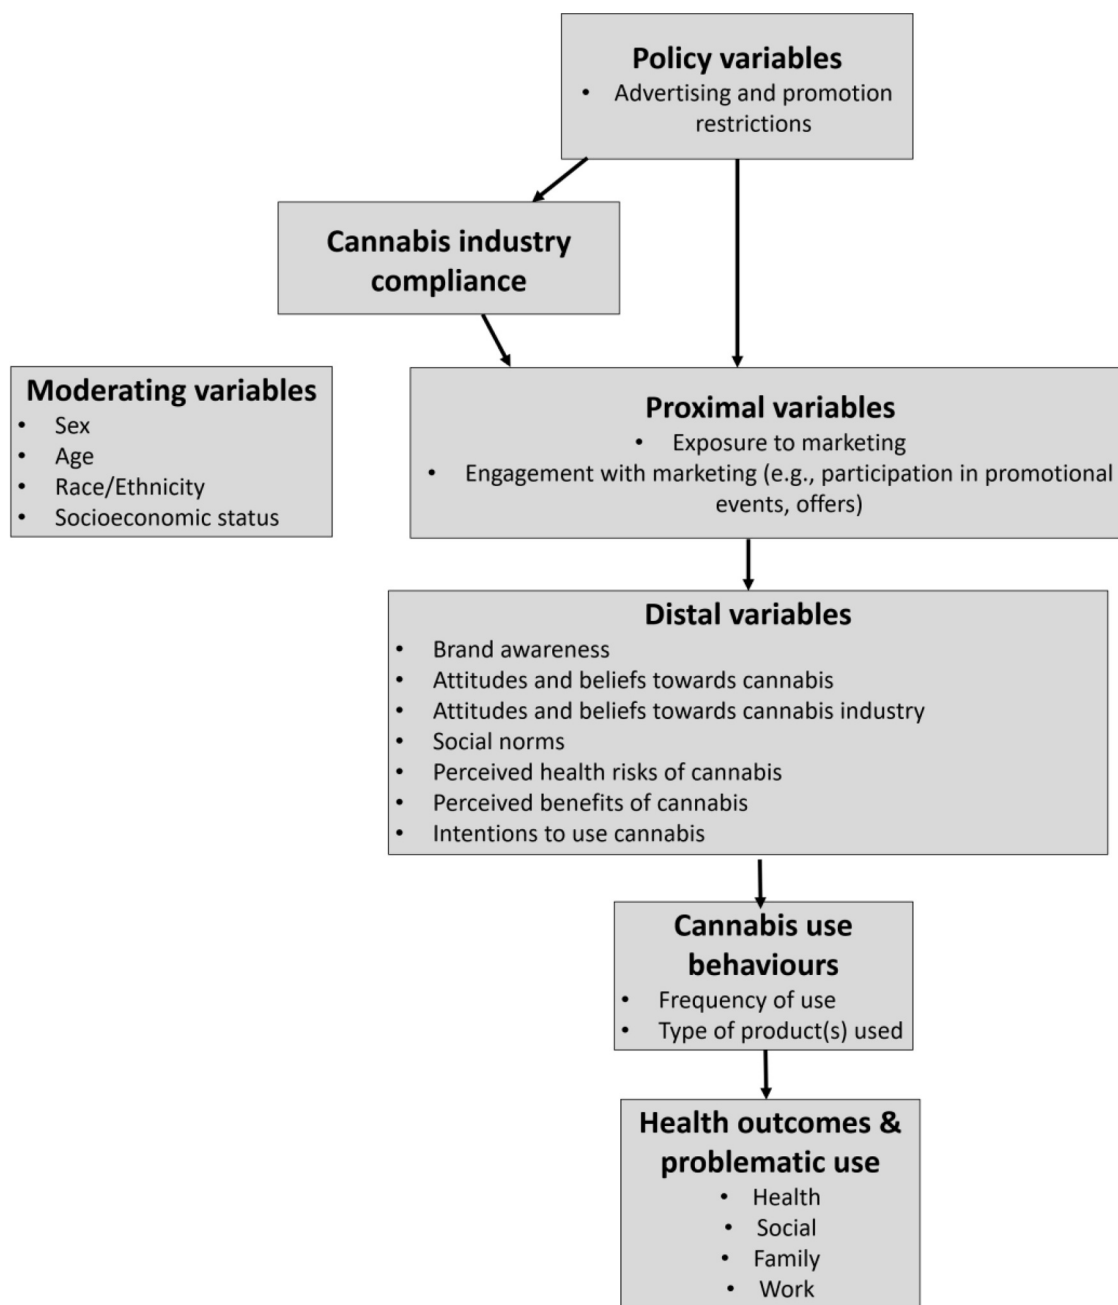 Policy variables
• Advertising and promotion
restrictions
Cannabis industry
compliance
Moderating variables
• Sex
• Age
• Race/Ethnicity
• Socioeconomic status
Proximal variables
• Exposure to marketing
• Engagement with marketing (e.g., participation in promotional
events, offers)
Distal variables
• Brand awareness
• Attitudes and beliefs towards cannabis
• Attitudes and beliefs towards cannabis industry
• Social norms
• Perceived health risks of cannabis
• Perceived benefits of cannabis
• Intentions to use cannabis
Cannabis use
behaviours
• Frequency of use
• Type of product(s) used
Health outcomes &
problematic use
• Health
• Social
• Family
• Work